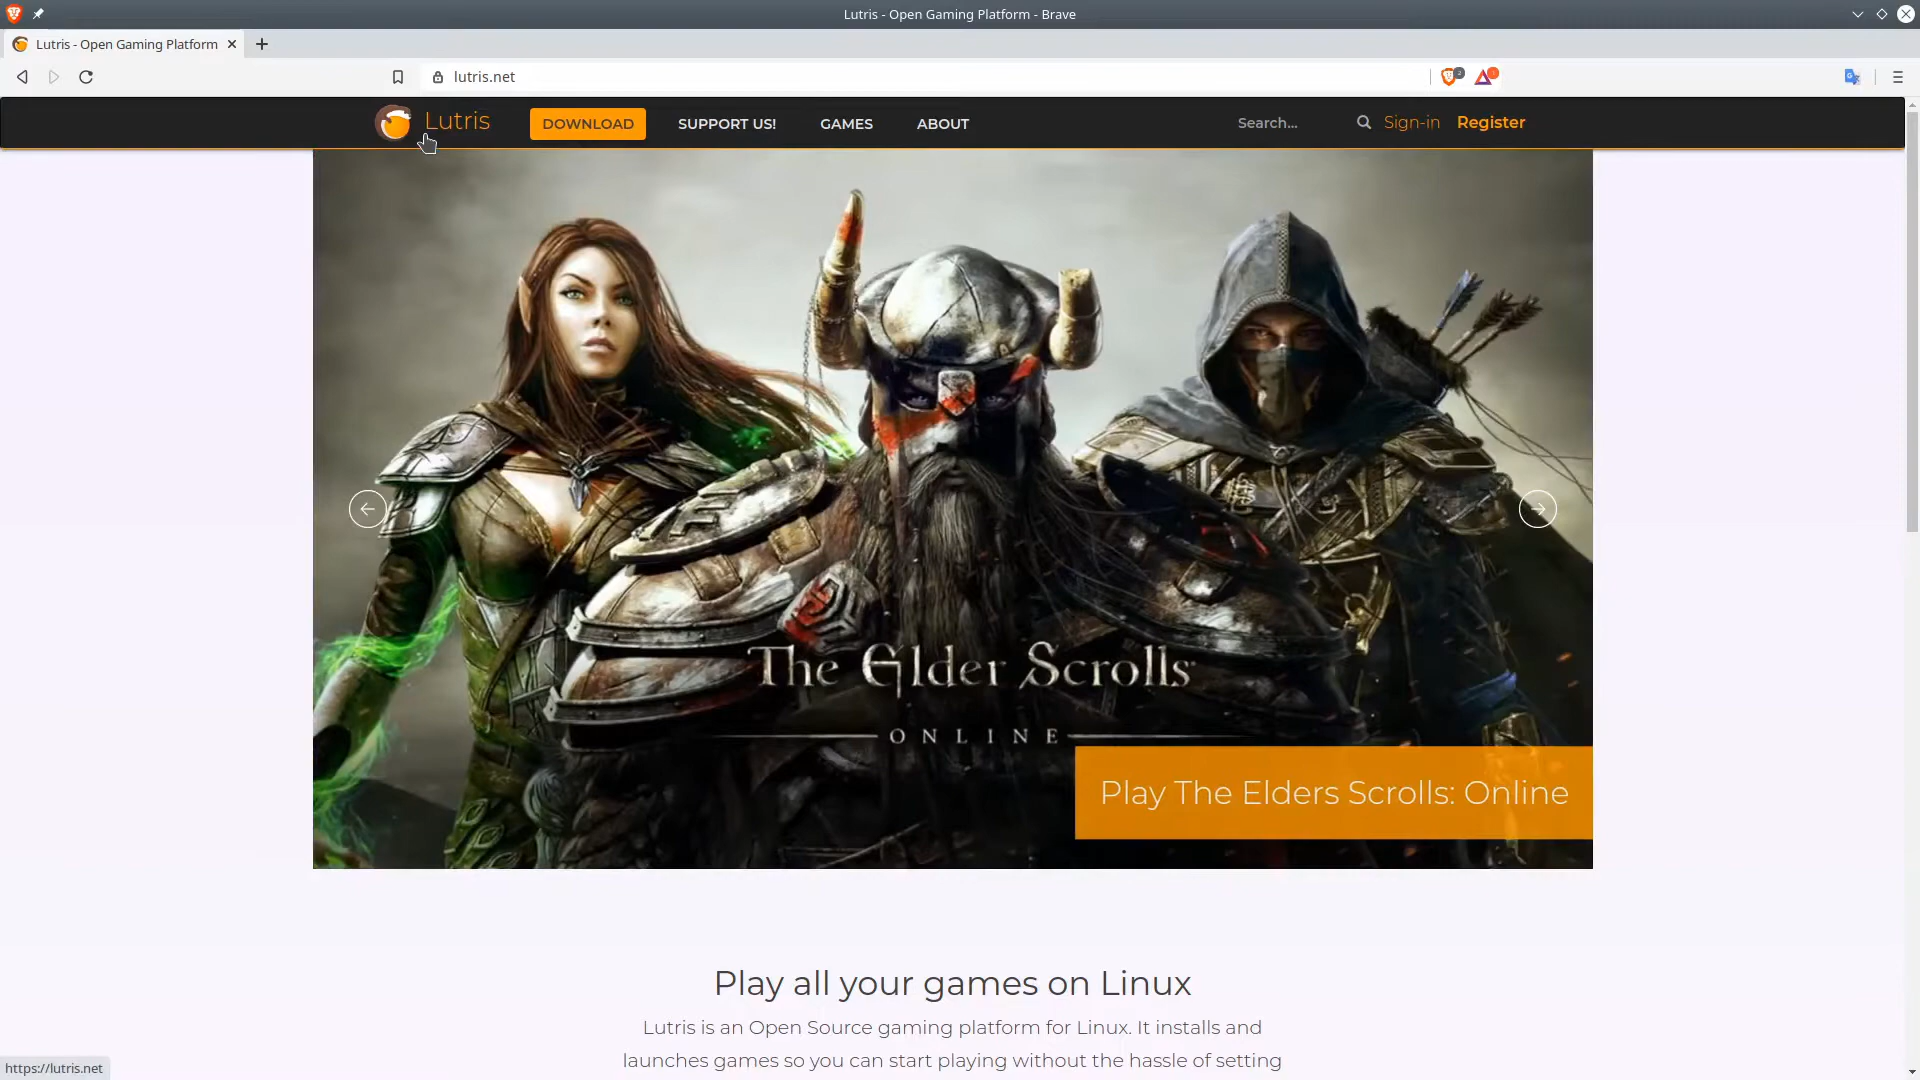 Lutris - Open Gaming Platform - Brave
Lutris - Open Gaming Platform
lutris.net
Lutris
DOWNLOAD
SUPPORT US!
GAMES
ABOUT
Search...
Sign-in
Register
The Elder Scrolls
ONLINE
Play The Elders Scrolls: Online
Play all your games on Linux
Lutris is an Open Source gaming platform for Linux. It installs and
launches games so you can start playing without the hassle of setting
https://lutris.net